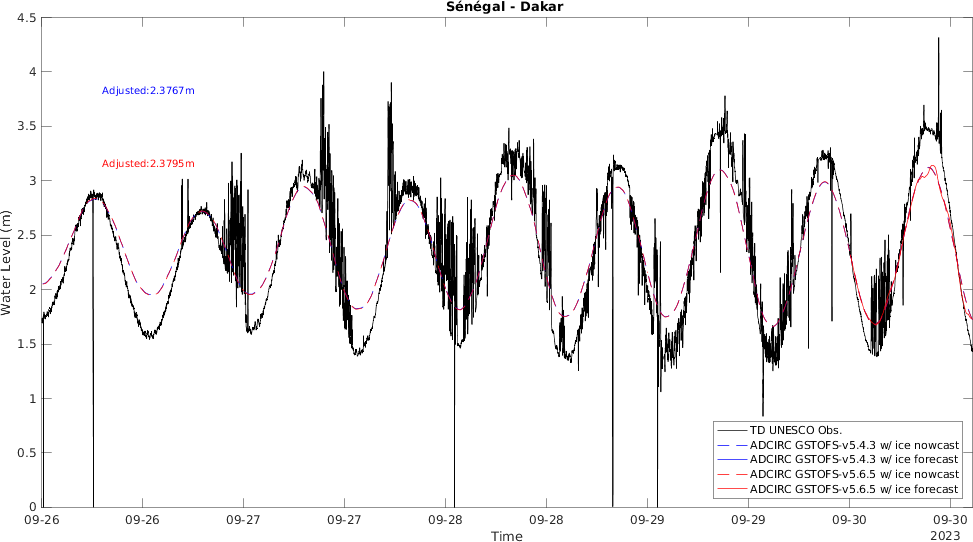 Sénégal - Dakar
4.5
4
3.5
3
2.5
2
1.5
1
0.5
0
Water Level (m)
Adjusted:2.3767m
Adjusted:2.3795m
TD UNESCO Obs.
ADCIRC GSTOFS-v5.4.3 w/ ice nowcast
ADCIRC GSTOFS-v5.4.3 w/ ice forecast
ADCIRC GSTOFS-v5.6.5 w/ ice nowcast
ADCIRC GSTOFS-v5.6.5 w/ ice forecast
09-26 09-26 09-27 09-27 09-28 09-28 09-29 09-29 09-30 09-30
2023
Time